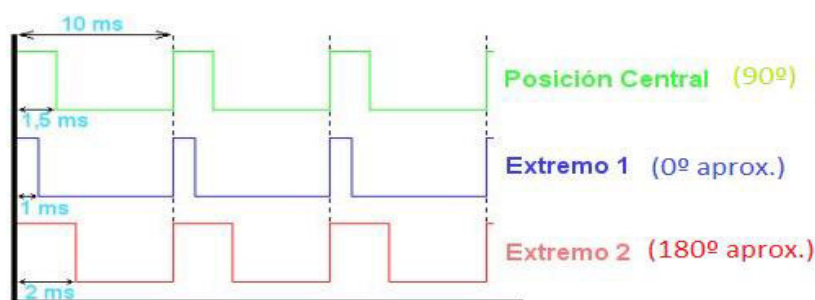 10 ms
Posición Central (90º)
1,5 ms
Extremo 1 (0º aprox.)
1 ms
Extremo 2 (180º aprox.)
2 ms